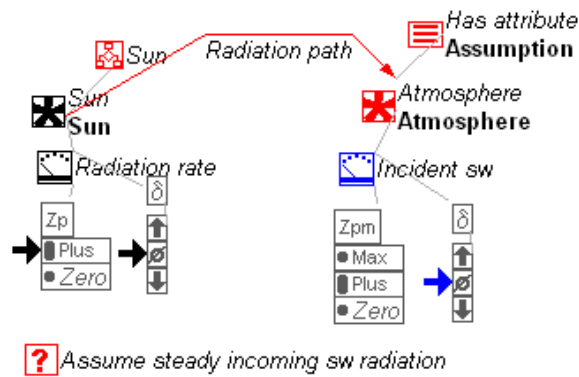 Has attribute
Assumption
Sun
Radiation path
Sun
Sun
Atmosphere
Atmosphere
Radiation rate
Incident sw
δ
Zp
Plus
Zero
ø
δ
Zpm
Max
Plus
Zero
ø
? Assume steady incoming sw radiation